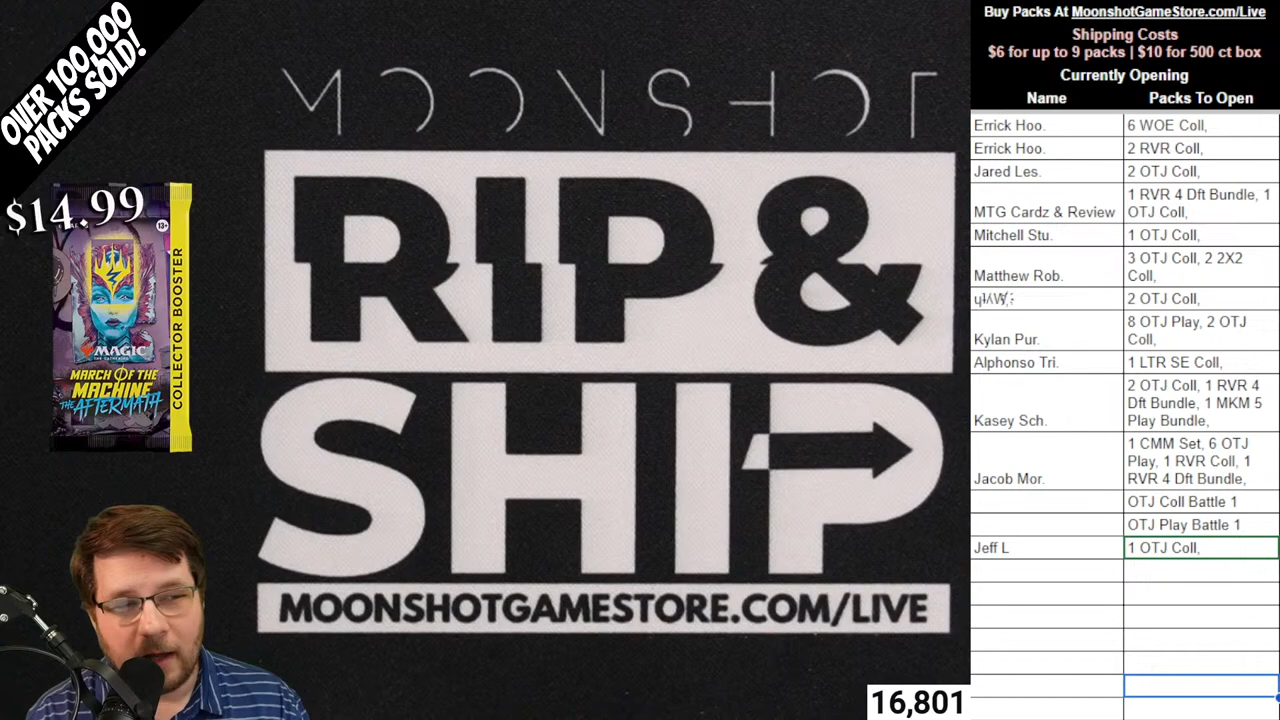 OVER 100,000
PACKS SOLD!
$14.99
13+
COLLECTOR BOOSTER
MAGIC
THE GATHERING
MARCH OF THE
MACHINE
THE AFTERMATH
MOONSHOT
RIP &
SHIP
MOONSHOTGAMESTORE.COM/LIVE
16,801
Buy Packs At MoonshotGameStore.com/Live
Shipping Costs
$6 for up to 9 packs | $10 for 500 ct box
Currently Opening
Name Packs To Open
Errick Hoo. 6 WOE Coll,
Errick Hoo. 2 RVR Coll,
Jared Les. 2 OTJ Coll,
1 RVR 4 Dft Bundle, 1
MTG Cardz & Review OTJ Coll,
Mitchell Stu. 1 OTJ Coll,
3 OTJ Coll, 2 2X2
Matthew Rob. Coll,
2 OTJ Coll,
8 OTJ Play, 2 OTJ
Kylan Pur. Coll,
Alphonso Tri. 1 LTR SE Coll,
2 OTJ Coll, 1 RVR 4
Dft Bundle, 1 MKM 5
Kasey Sch. Play Bundle,
1 CMM Set, 6 OTJ
Play, 1 RVR Coll, 1
Jacob Mor. RVR 4 Dft Bundle,
OTJ Coll Battle 1
OTJ Play Battle 1
Jeff L 1 OTJ Coll,